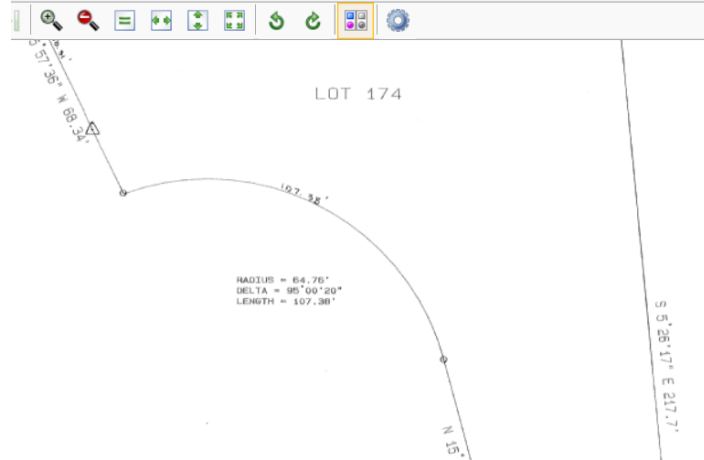 ° 57'36" W 68.34'
LOT 174
107.38'
RADIUS = 64.76'
DELTA = 95°00'20"
LENGTH = 107.38'
S 5°26'17" E 217.7'
N 15°